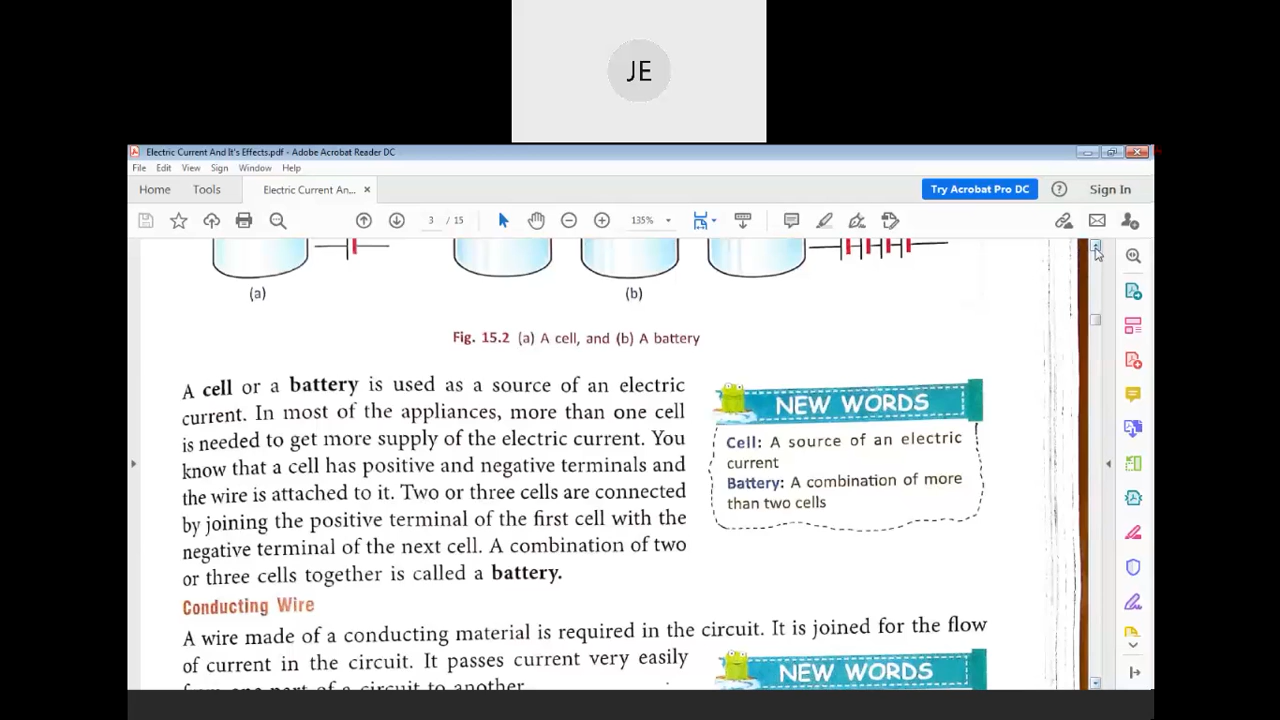 JE
Electric Current And It's Effects.pdf - Adobe Acrobat Reader DC
File Edit View Sign Window Help
Home Tools Electric Current An... × Try Acrobat Pro DC Sign In
3 / 15 135%
(a) (b)
Fig. 15.2 (a) A cell, and (b) A battery
A cell or a battery is used as a source of an electric
current. In most of the appliances, more than one cell
is needed to get more supply of the electric current. You
know that a cell has positive and negative terminals and
the wire is attached to it. Two or three cells are connected
by joining the positive terminal of the first cell with the
negative terminal of the next cell. A combination of two
or three cells together is called a battery.
NEW WORDS
Cell: A source of an electric
current
Battery: A combination of more
than two cells
Conducting Wire
A wire made of a conducting material is required in the circuit. It is joined for the flow
of current in the circuit. It passes current very easily
from one part of a circuit to another.
NEW WORDS